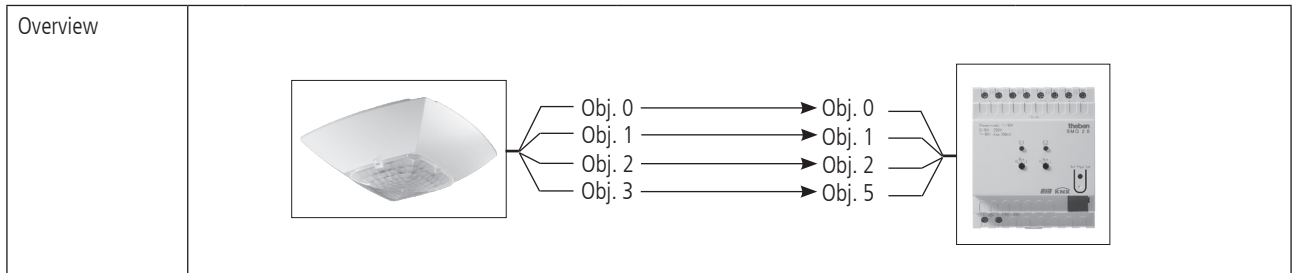 Overview
Obj. 0 Obj. 0
Obj. 1 Obj. 1
Obj. 2 Obj. 2
Obj. 3 Obj. 5
theben
SMG 2 S
KNX